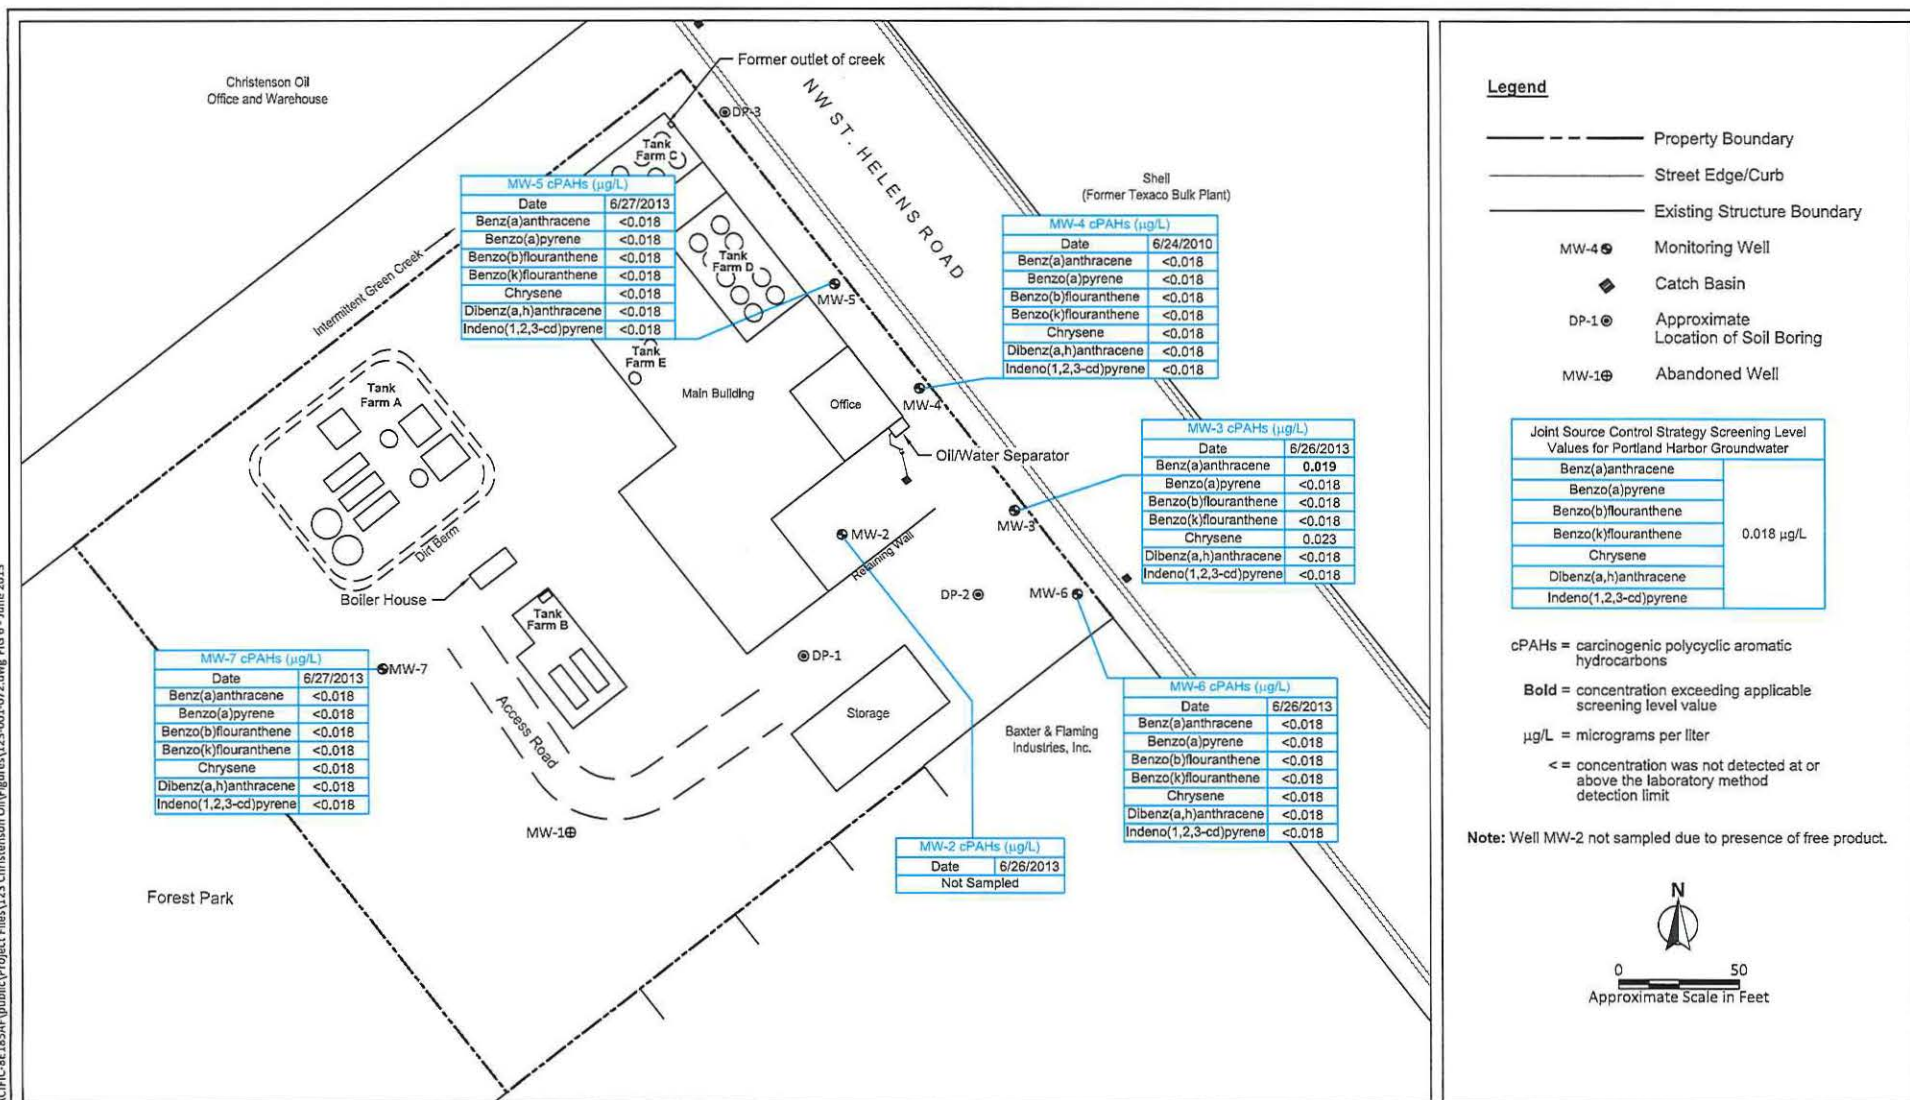 Christenson Oil
Office and Warehouse
Former outlet of creek
DP-3
NW ST. HELENS ROAD
Tank
Farm C
Shell
(Former Texaco Bulk Plant)
MW-5 cPAHs (µg/L)
Date 6/27/2013
Benz(a)anthracene <0.018
Benzo(a)pyrene <0.018
Benzo(b)flouranthene <0.018
Benzo(k)flouranthene <0.018
Chrysene <0.018
Dibenz(a,h)anthracene <0.018
Indeno(1,2,3-cd)pyrene <0.018
MW-4 cPAHs (µg/L)
Date 6/24/2010
Benz(a)anthracene <0.018
Benzo(a)pyrene <0.018
Benzo(b)flouranthene <0.018
Benzo(k)flouranthene <0.018
Chrysene <0.018
Dibenz(a,h)anthracene <0.018
Indeno(1,2,3-cd)pyrene <0.018
Intermittent Green Creek
Tank
Farm D
MW-5
Tank
Farm E
Tank
Farm A
Main Building
Office
MW-4
Oil/Water Separator
MW-3 cPAHs (µg/L)
Date 6/26/2013
Benz(a)anthracene 0.019
Benzo(a)pyrene <0.018
Benzo(b)flouranthene <0.018
Benzo(k)flouranthene <0.018
Chrysene 0.023
Dibenz(a,h)anthracene <0.018
Indeno(1,2,3-cd)pyrene <0.018
MW-3
MW-2
Retaining Wall
Dirt Berm
Boiler House
Tank
Farm B
DP-2
MW-6
DP-1
MW-7 cPAHs (µg/L)
Date 6/27/2013
Benz(a)anthracene <0.018
Benzo(a)pyrene <0.018
Benzo(b)flouranthene <0.018
Benzo(k)flouranthene <0.018
Chrysene <0.018
Dibenz(a,h)anthracene <0.018
Indeno(1,2,3-cd)pyrene <0.018
MW-7
Access Road
Storage
Baxter & Flaming
Industries, Inc.
MW-6 cPAHs (µg/L)
Date 6/26/2013
Benz(a)anthracene <0.018
Benzo(a)pyrene <0.018
Benzo(b)flouranthene <0.018
Benzo(k)flouranthene <0.018
Chrysene <0.018
Dibenz(a,h)anthracene <0.018
Indeno(1,2,3-cd)pyrene <0.018
MW-1
MW-2 cPAHs (µg/L)
Date 6/26/2013
Not Sampled
Forest Park
Legend
Property Boundary
Street Edge/Curb
Existing Structure Boundary
MW-4 Monitoring Well
Catch Basin
DP-1 Approximate
Location of Soil Boring
MW-1 Abandoned Well
Joint Source Control Strategy Screening Level
Values for Portland Harbor Groundwater
Benz(a)anthracene
Benzo(a)pyrene
Benzo(b)flouranthene
Benzo(k)flouranthene 0.018 µg/L
Chrysene
Dibenz(a,h)anthracene
Indeno(1,2,3-cd)pyrene
cPAHs = carcinogenic polycyclic aromatic
hydrocarbons
Bold = concentration exceeding applicable
screening level value
µg/L = micrograms per liter
< = concentration was not detected at or
above the laboratory method
detection limit
Note: Well MW-2 not sampled due to presence of free product.
N
0 50
Approximate Scale in Feet